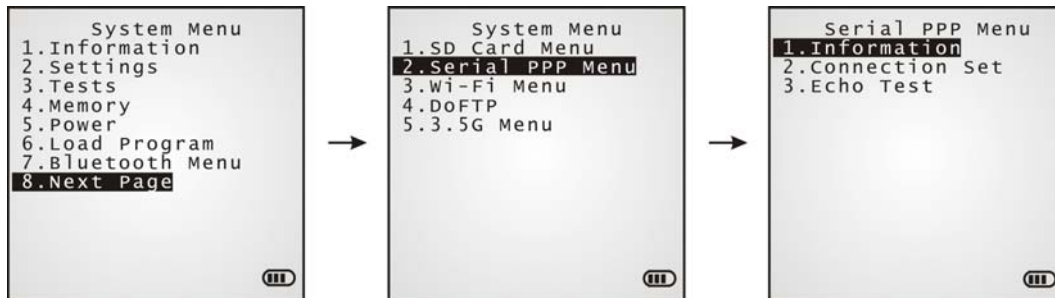 System Menu
1.Information
2.Settings
3.Tests
4.Memory
5.Power
6.Load Program
7.Bluetooth Menu
8.Next Page
System Menu
1.SD Card Menu
2.Serial PPP Menu
3.Wi-Fi Menu
4.DoFTP
5.3.5G Menu
Serial PPP Menu
1.Information
2.Connection Set
3.Echo Test